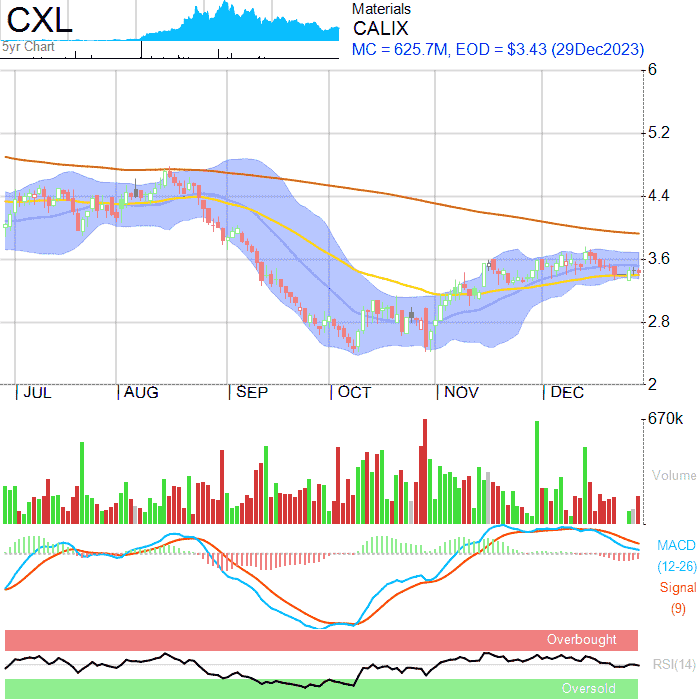 CXL
5yr Chart
Materials
CALIX
MC = 625.7M, EOD = $3.43 (29Dec2023)
6
5.2
4.4
3.6
2.8
2
JUL AUG SEP OCT NOV DEC
670k
Volume
MACD
(12-26)
Signal
(9)
Overbought
RSI(14)
Oversold